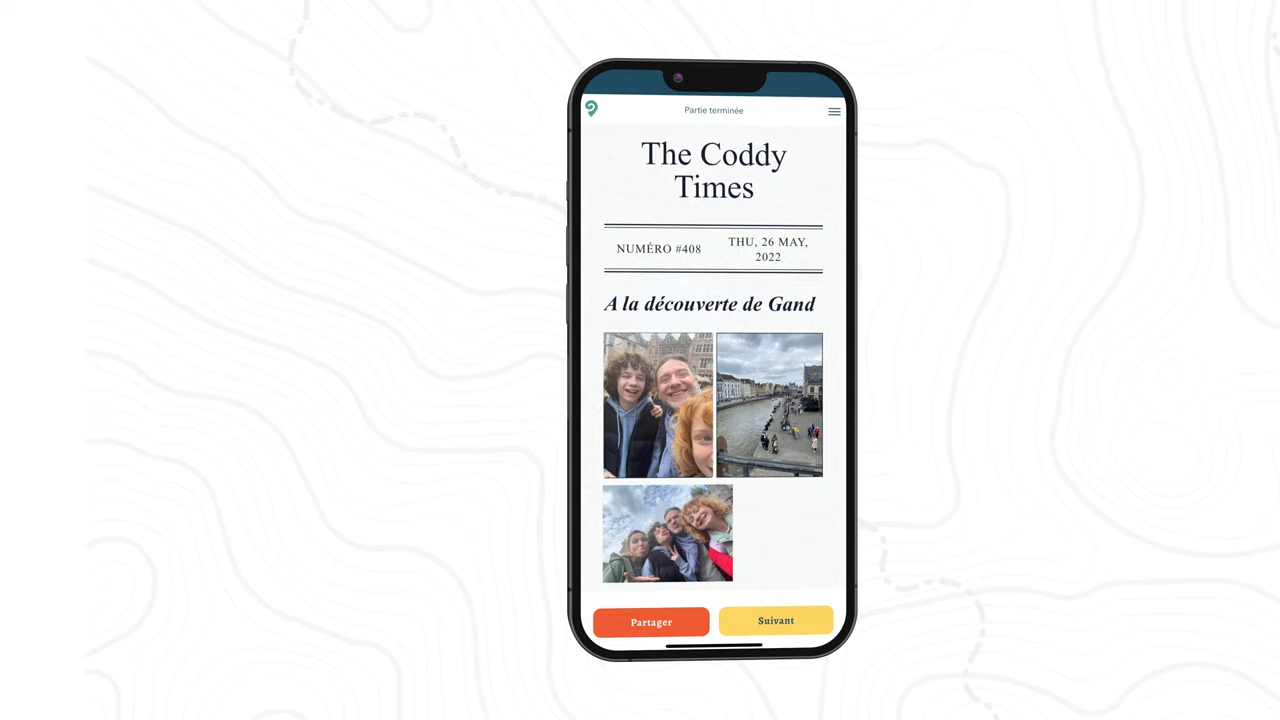 Partie terminée
The Coddy
Times
NUMÉRO #408
THU, 26 MAY,
2022
A la découverte de Gand
Partager
Suivant